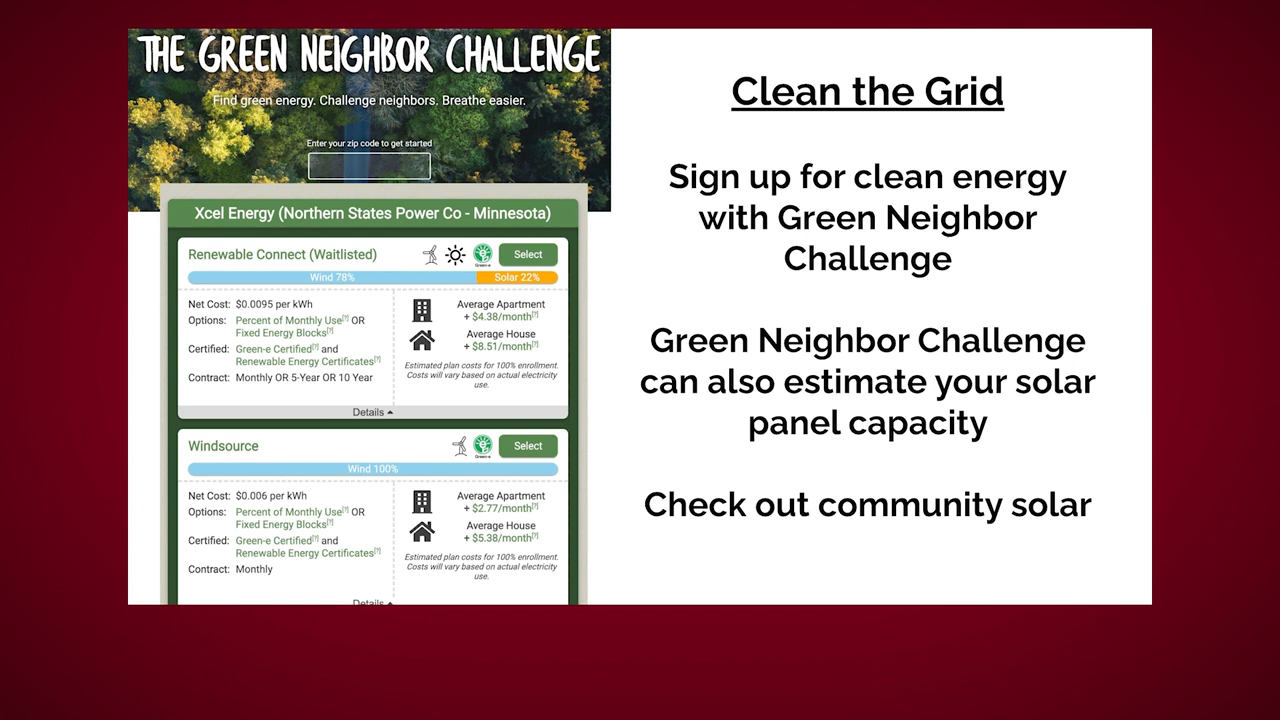 THE GREEN NEIGHBOR CHALLENGE
Find green energy. Challenge neighbors. Breathe easier.
Enter your zip code to get started
Xcel Energy (Northern States Power Co - Minnesota)
Renewable Connect (Waitlisted)
Green-e
Select
Wind 78%
Solar 22%
Net Cost: $0.0095 per kWh
Options: Percent of Monthly Use[?] OR
Fixed Energy Blocks[?]
Certified: Green-e Certified[?] and
Renewable Energy Certificates[?]
Contract: Monthly OR 5-Year OR 10 Year
Average Apartment
+ $4.38/month[?]
Average House
+ $8.51/month[?]
Estimated plan costs for 100% enrollment.
Costs will vary based on actual electricity
use.
Details
Windsource
Green-e
Select
Wind 100%
Net Cost: $0.006 per kWh
Options: Percent of Monthly Use[?] OR
Fixed Energy Blocks[?]
Certified: Green-e Certified[?] and
Renewable Energy Certificates[?]
Contract: Monthly
Average Apartment
+ $2.77/month[?]
Average House
+ $5.38/month[?]
Estimated plan costs for 100% enrollment.
Costs will vary based on actual electricity
use.
Details
Clean the Grid
Sign up for clean energy
with Green Neighbor
Challenge
Green Neighbor Challenge
can also estimate your solar
panel capacity
Check out community solar